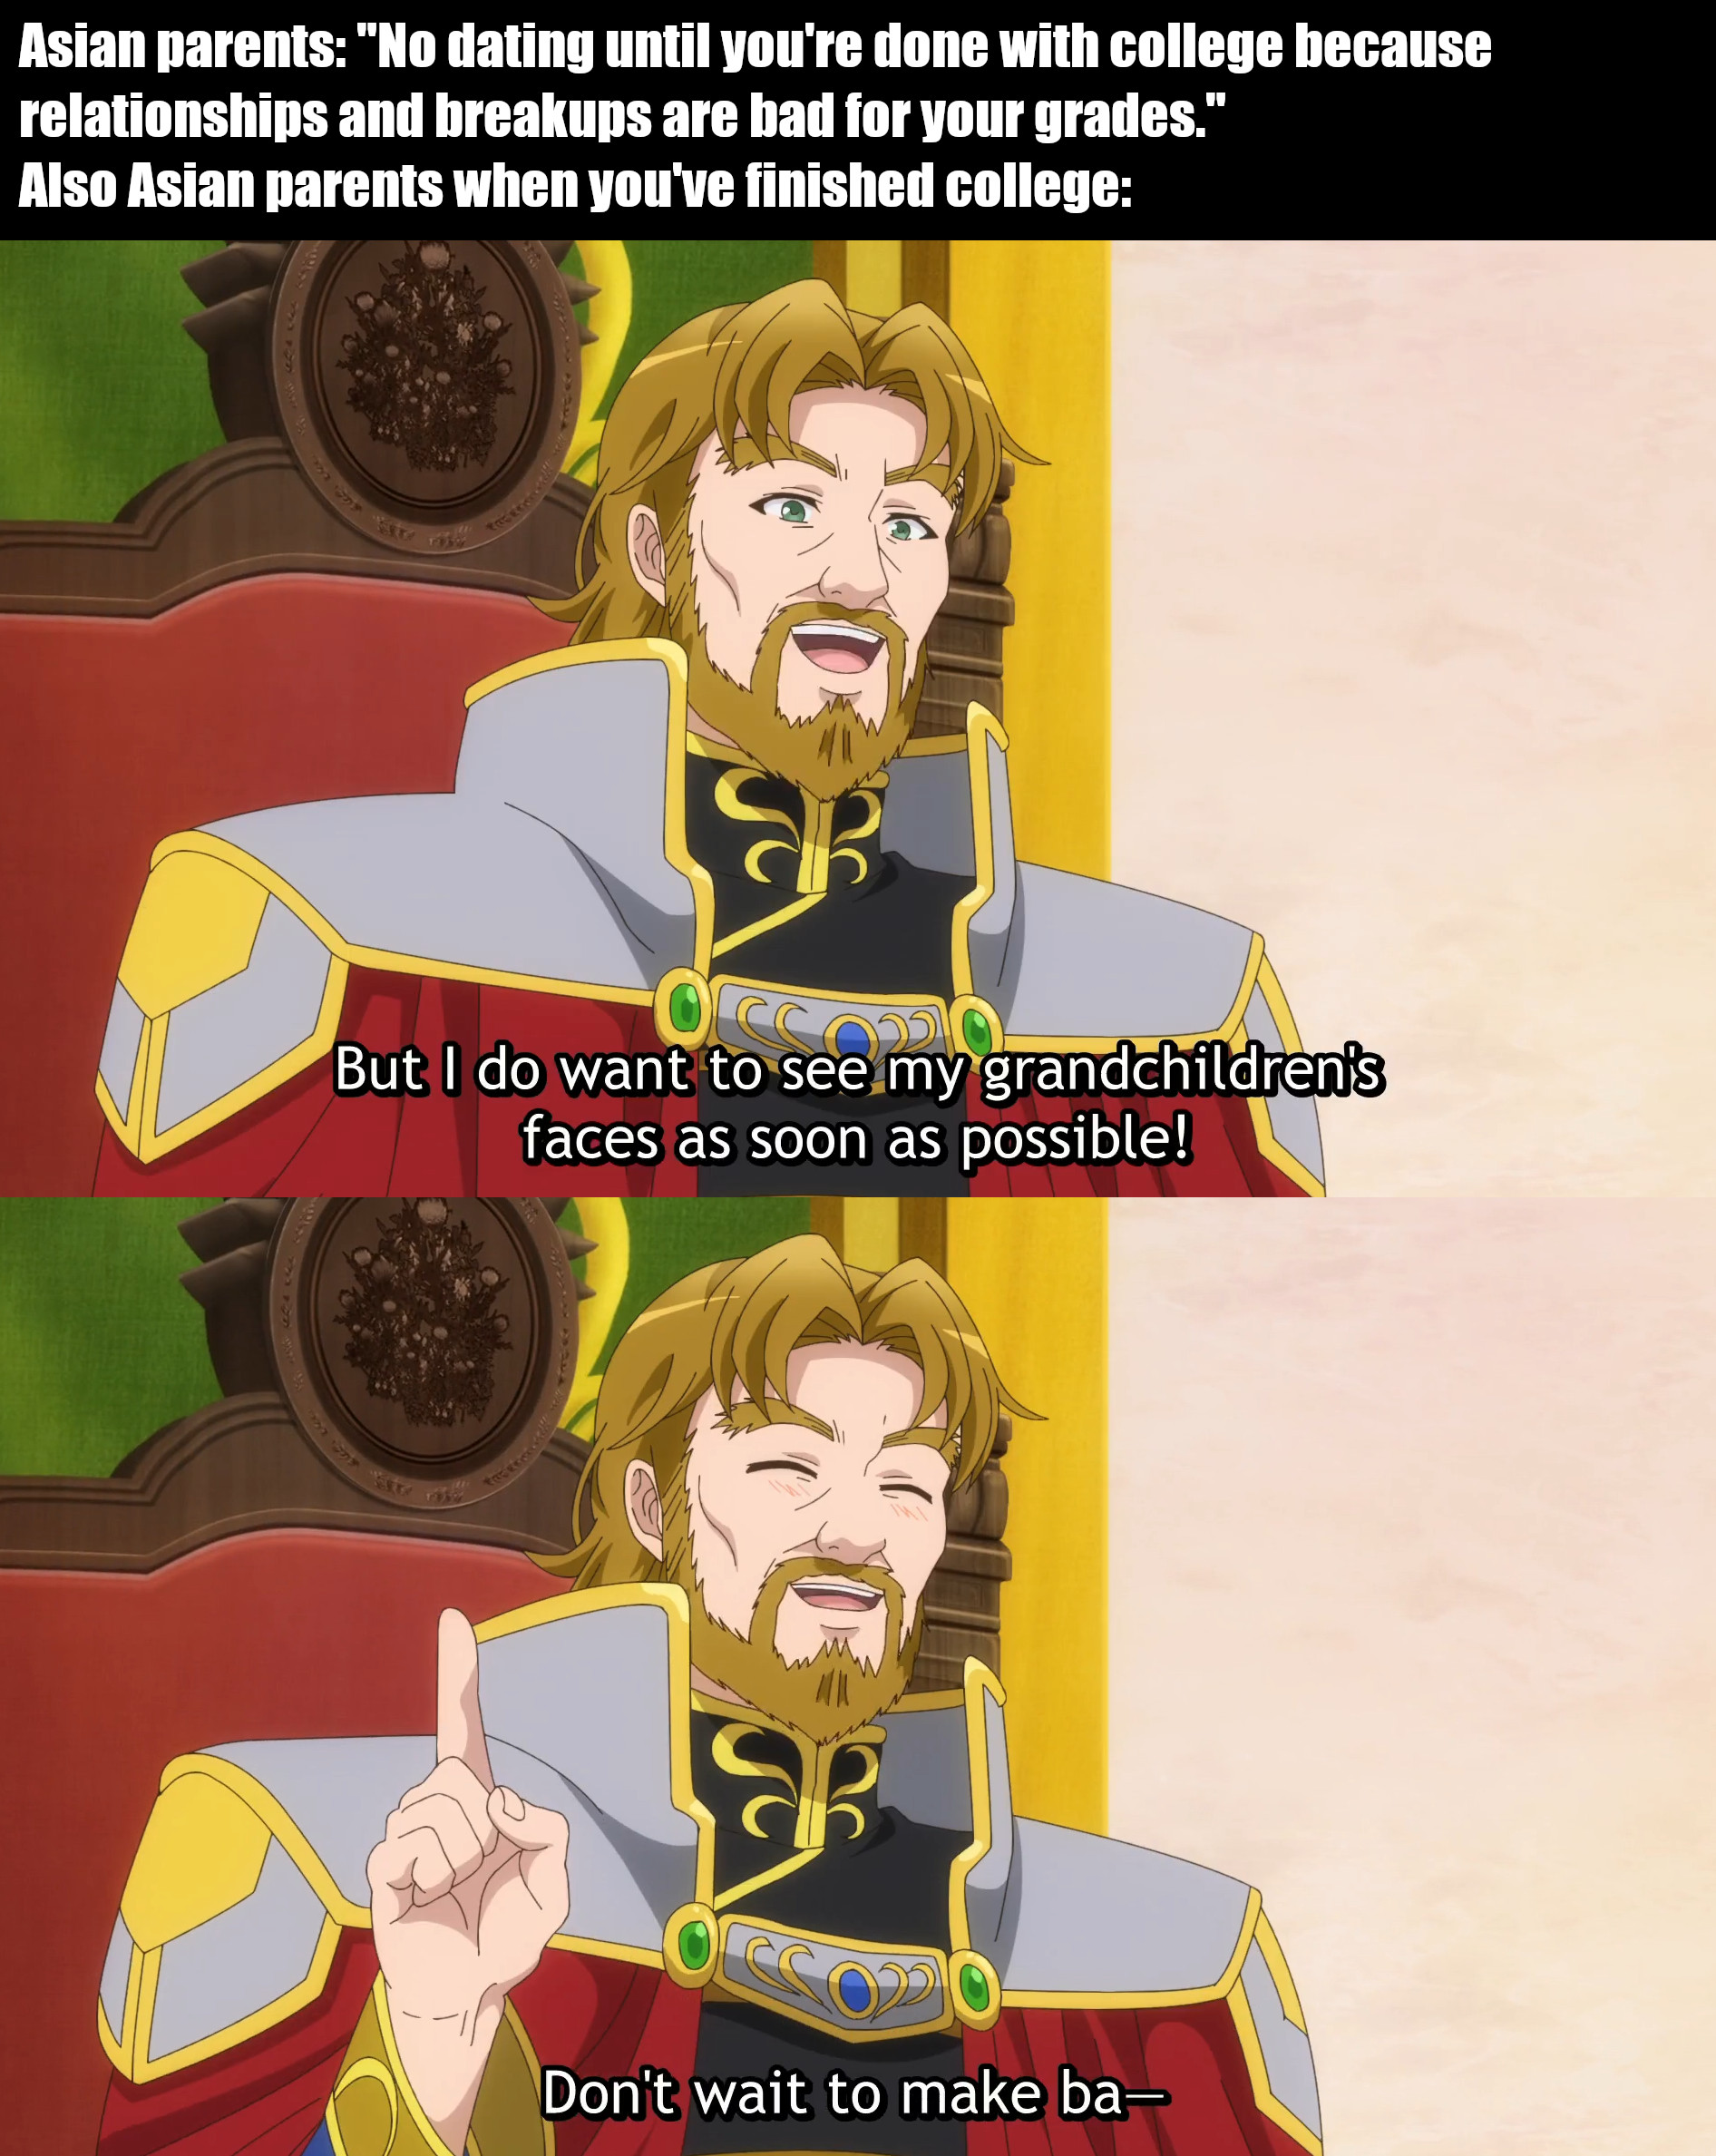 Asian parents: "No dating until you're done with college because
relationships and breakups are bad for your grades."
Also Asian parents when you've finished college:
But I do want to see my grandchildren's
faces as soon as possible!
Don't wait to make ba—